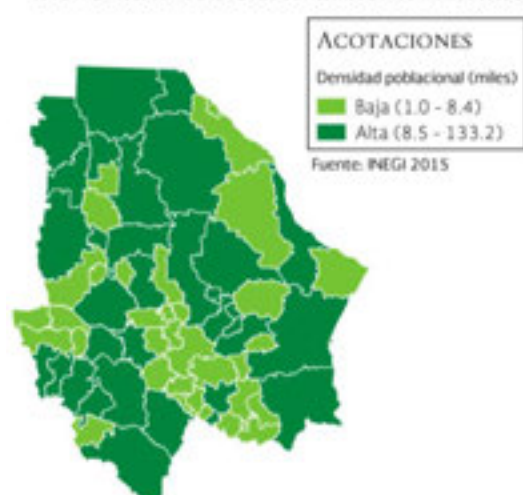 ACOTACIONES
Densidad poblacional (miles)
Baja (1.0 - 8.4)
Alta (8.5 - 133.2)
Fuente: INEGI 2015